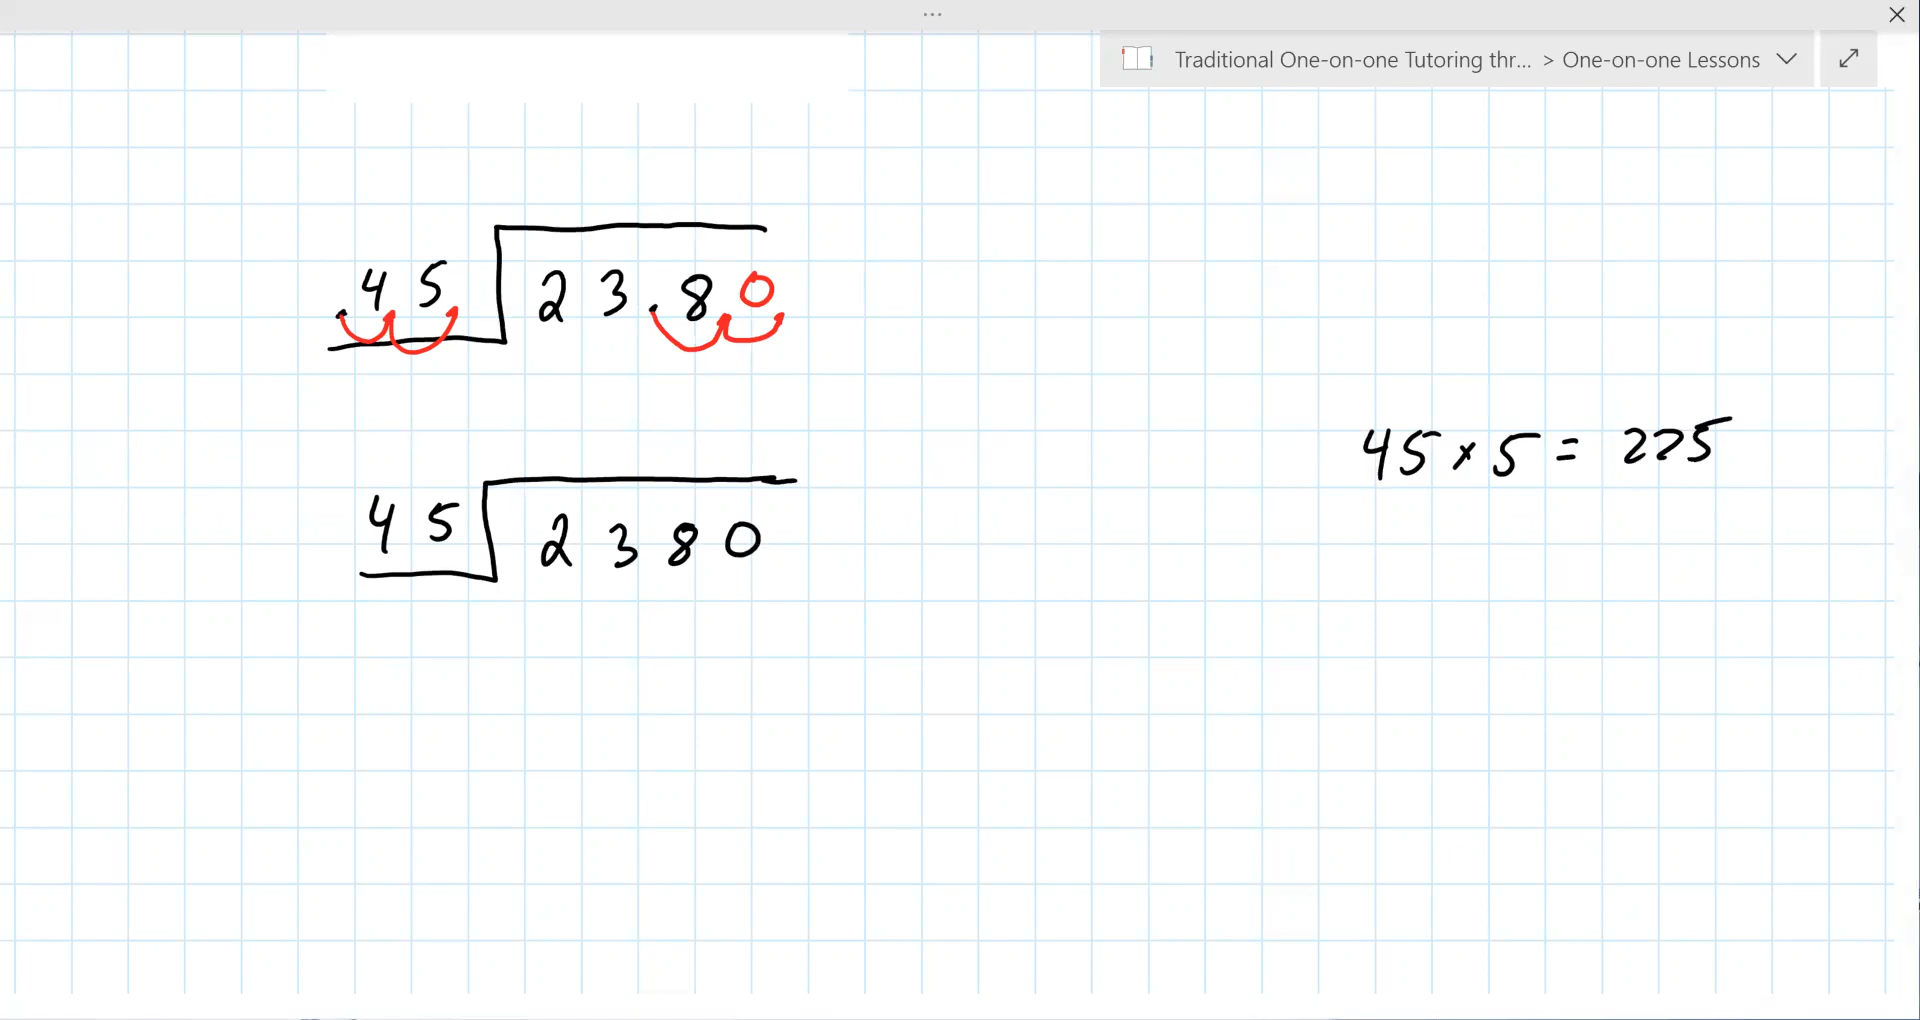 ...
Traditional One-on-one Tutoring thr... > One-on-one Lessons
.45 23.80
45 × 5 = 225
45 2380